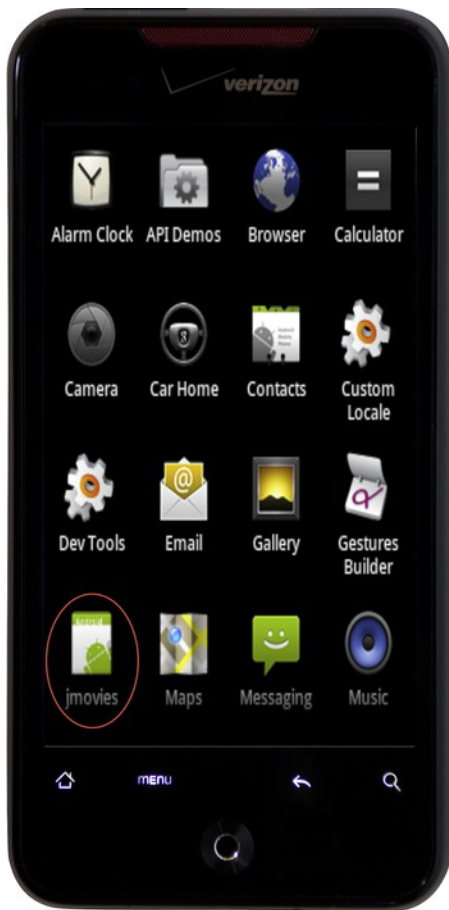 verizon
Alarm Clock API Demos Browser Calculator
Camera Car Home Contacts Custom
Locale
Dev Tools Email Gallery Gestures
Builder
Android
jmovies Maps Messaging Music
MENU